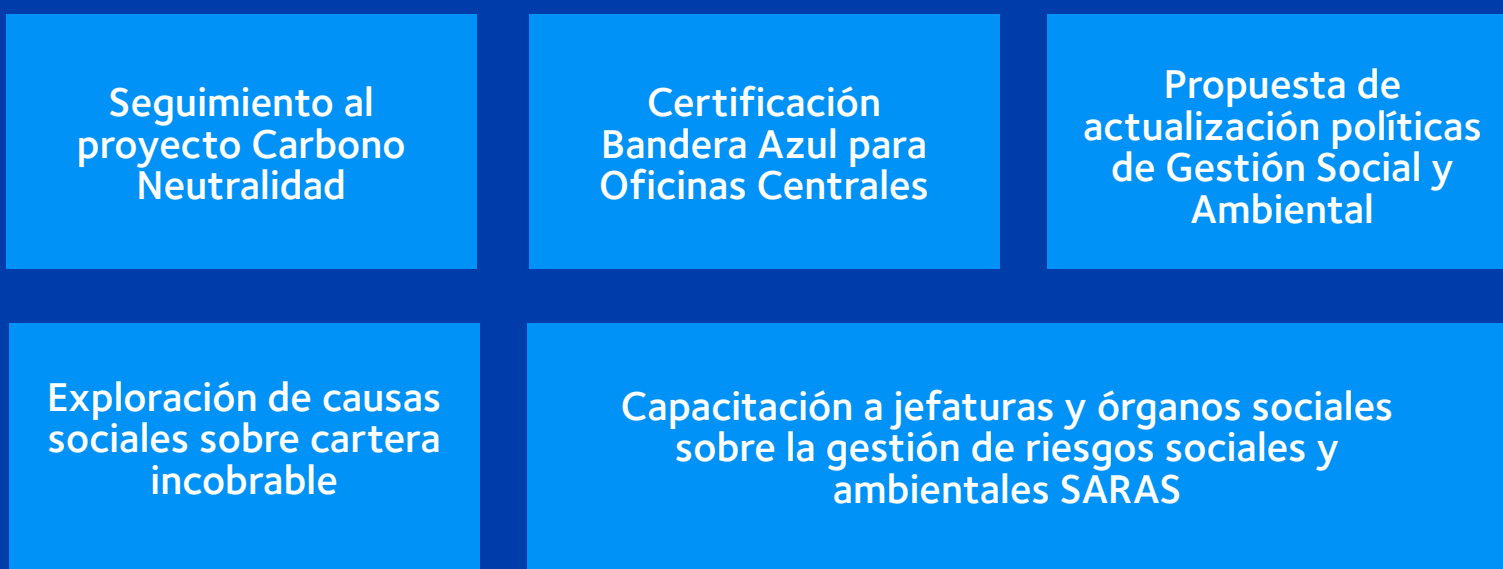 Seguimiento al
proyecto Carbono
Neutralidad
Certificación
Bandera Azul para
Oficinas Centrales
Propuesta de
actualización políticas
de Gestión Social y
Ambiental
Exploración de causas
sociales sobre cartera
incobrable
Capacitación a jefaturas y órganos sociales
sobre la gestión de riesgos sociales y
ambientales SARAS